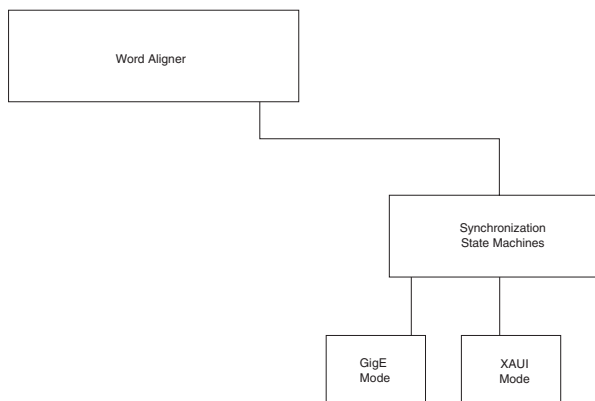 Word Aligner
Synchronization
State Machines
GigE
Mode
XAUI
Mode